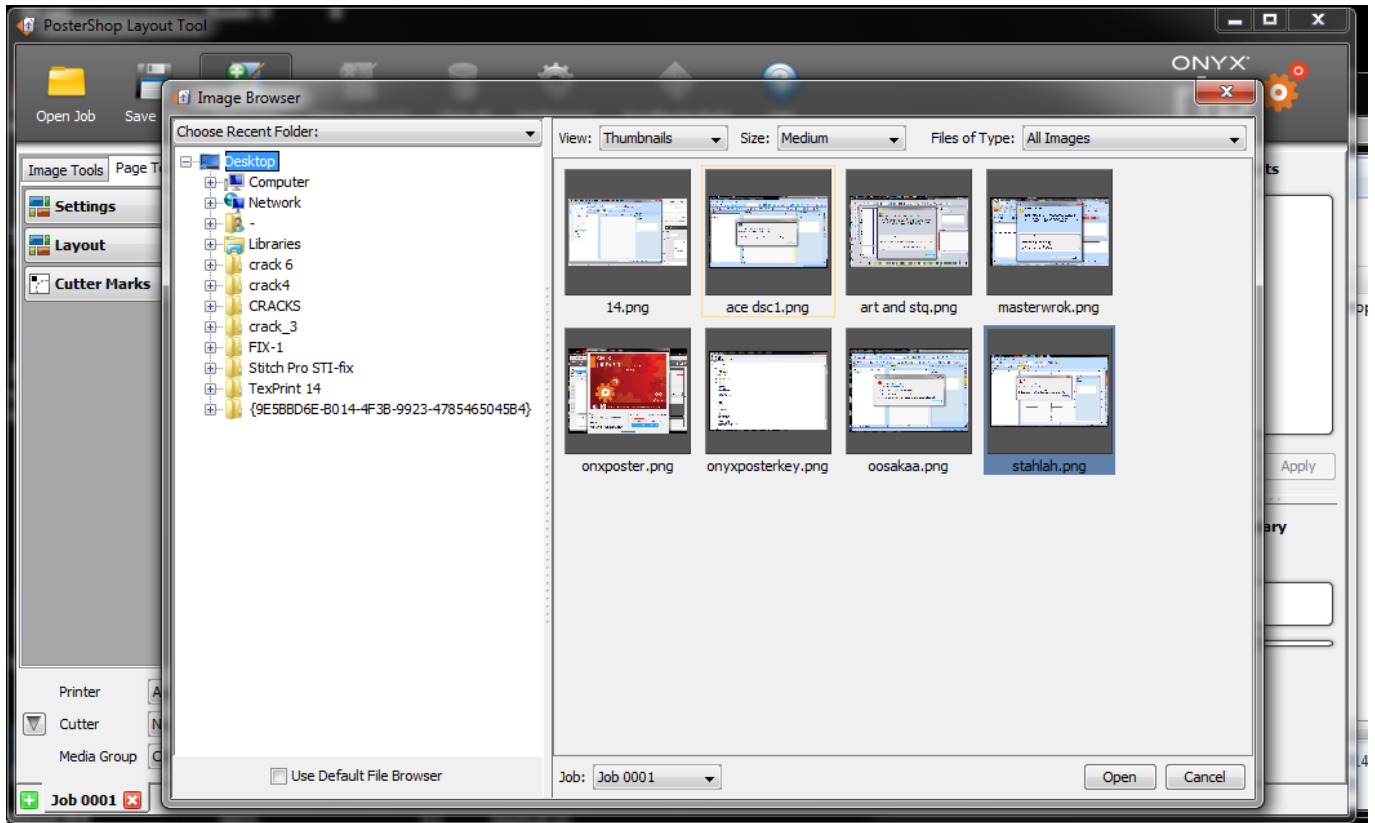 PosterShop Layout Tool
ONYX
Open Job
Save
Image Browser
Choose Recent Folder:
View: Thumbnails Size: Medium Files of Type: All Images
Image Tools Page T
Settings
Layout
Cutter Marks
Desktop
Computer
Network
-
Libraries
crack 6
crack4
CRACKS
crack_3
FIX-1
Stitch Pro STI-fix
TexPrint 14
{9E5BBD6E-B014-4F3B-9923-4785465045B4}
14.png
ace dsc1.png
art and stq.png
masterwrok.png
onxposter.png
onyxposterkey.png
oosakaa.png
stahlah.png
ts
Apply
ary
Printer
Cutter
Media Group
Use Default File Browser
Job: Job 0001
Open
Cancel
Job 0001